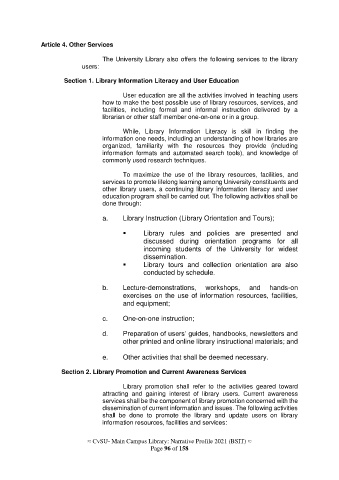 Article 4. Other Services
The University Library also offers the following services to the library
users:
Section 1. Library Information Literacy and User Education
User education are all the activities involved in teaching users
how to make the best possible use of library resources, services, and
facilities, including formal and informal instruction delivered by a
librarian or other staff member one-on-one or in a group.
While, Library Information Literacy is skill in finding the
information one needs, including an understanding of how libraries are
organized, familiarity with the resources they provide (including
information formats and automated search tools), and knowledge of
commonly used research techniques.
To maximize the use of the library resources, facilities, and
services to promote lifelong learning among University constituents and
other library users, a continuing library information literacy and user
education program shall be carried out. The following activities shall be
done through:
a. Library Instruction (Library Orientation and Tours);
▪ Library rules and policies are presented and
discussed during orientation programs for all
incoming students of the University for widest
dissemination.
▪ Library tours and collection orientation are also
conducted by schedule.
b. Lecture-demonstrations, workshops, and hands-on
exercises on the use of information resources, facilities,
and equipment;
c. One-on-one instruction;
d. Preparation of users' guides, handbooks, newsletters and
other printed and online library instructional materials; and
e. Other activities that shall be deemed necessary.
Section 2. Library Promotion and Current Awareness Services
Library promotion shall refer to the activities geared toward
attracting and gaining interest of library users. Current awareness
services shall be the component of library promotion concerned with the
dissemination of current information and issues. The following activities
shall be done to promote the library and update users on library
information resources, facilities and services:
≈ CvSU- Main Campus Library: Narrative Profile 2021 (BSIT) ≈
Page 96 of 158